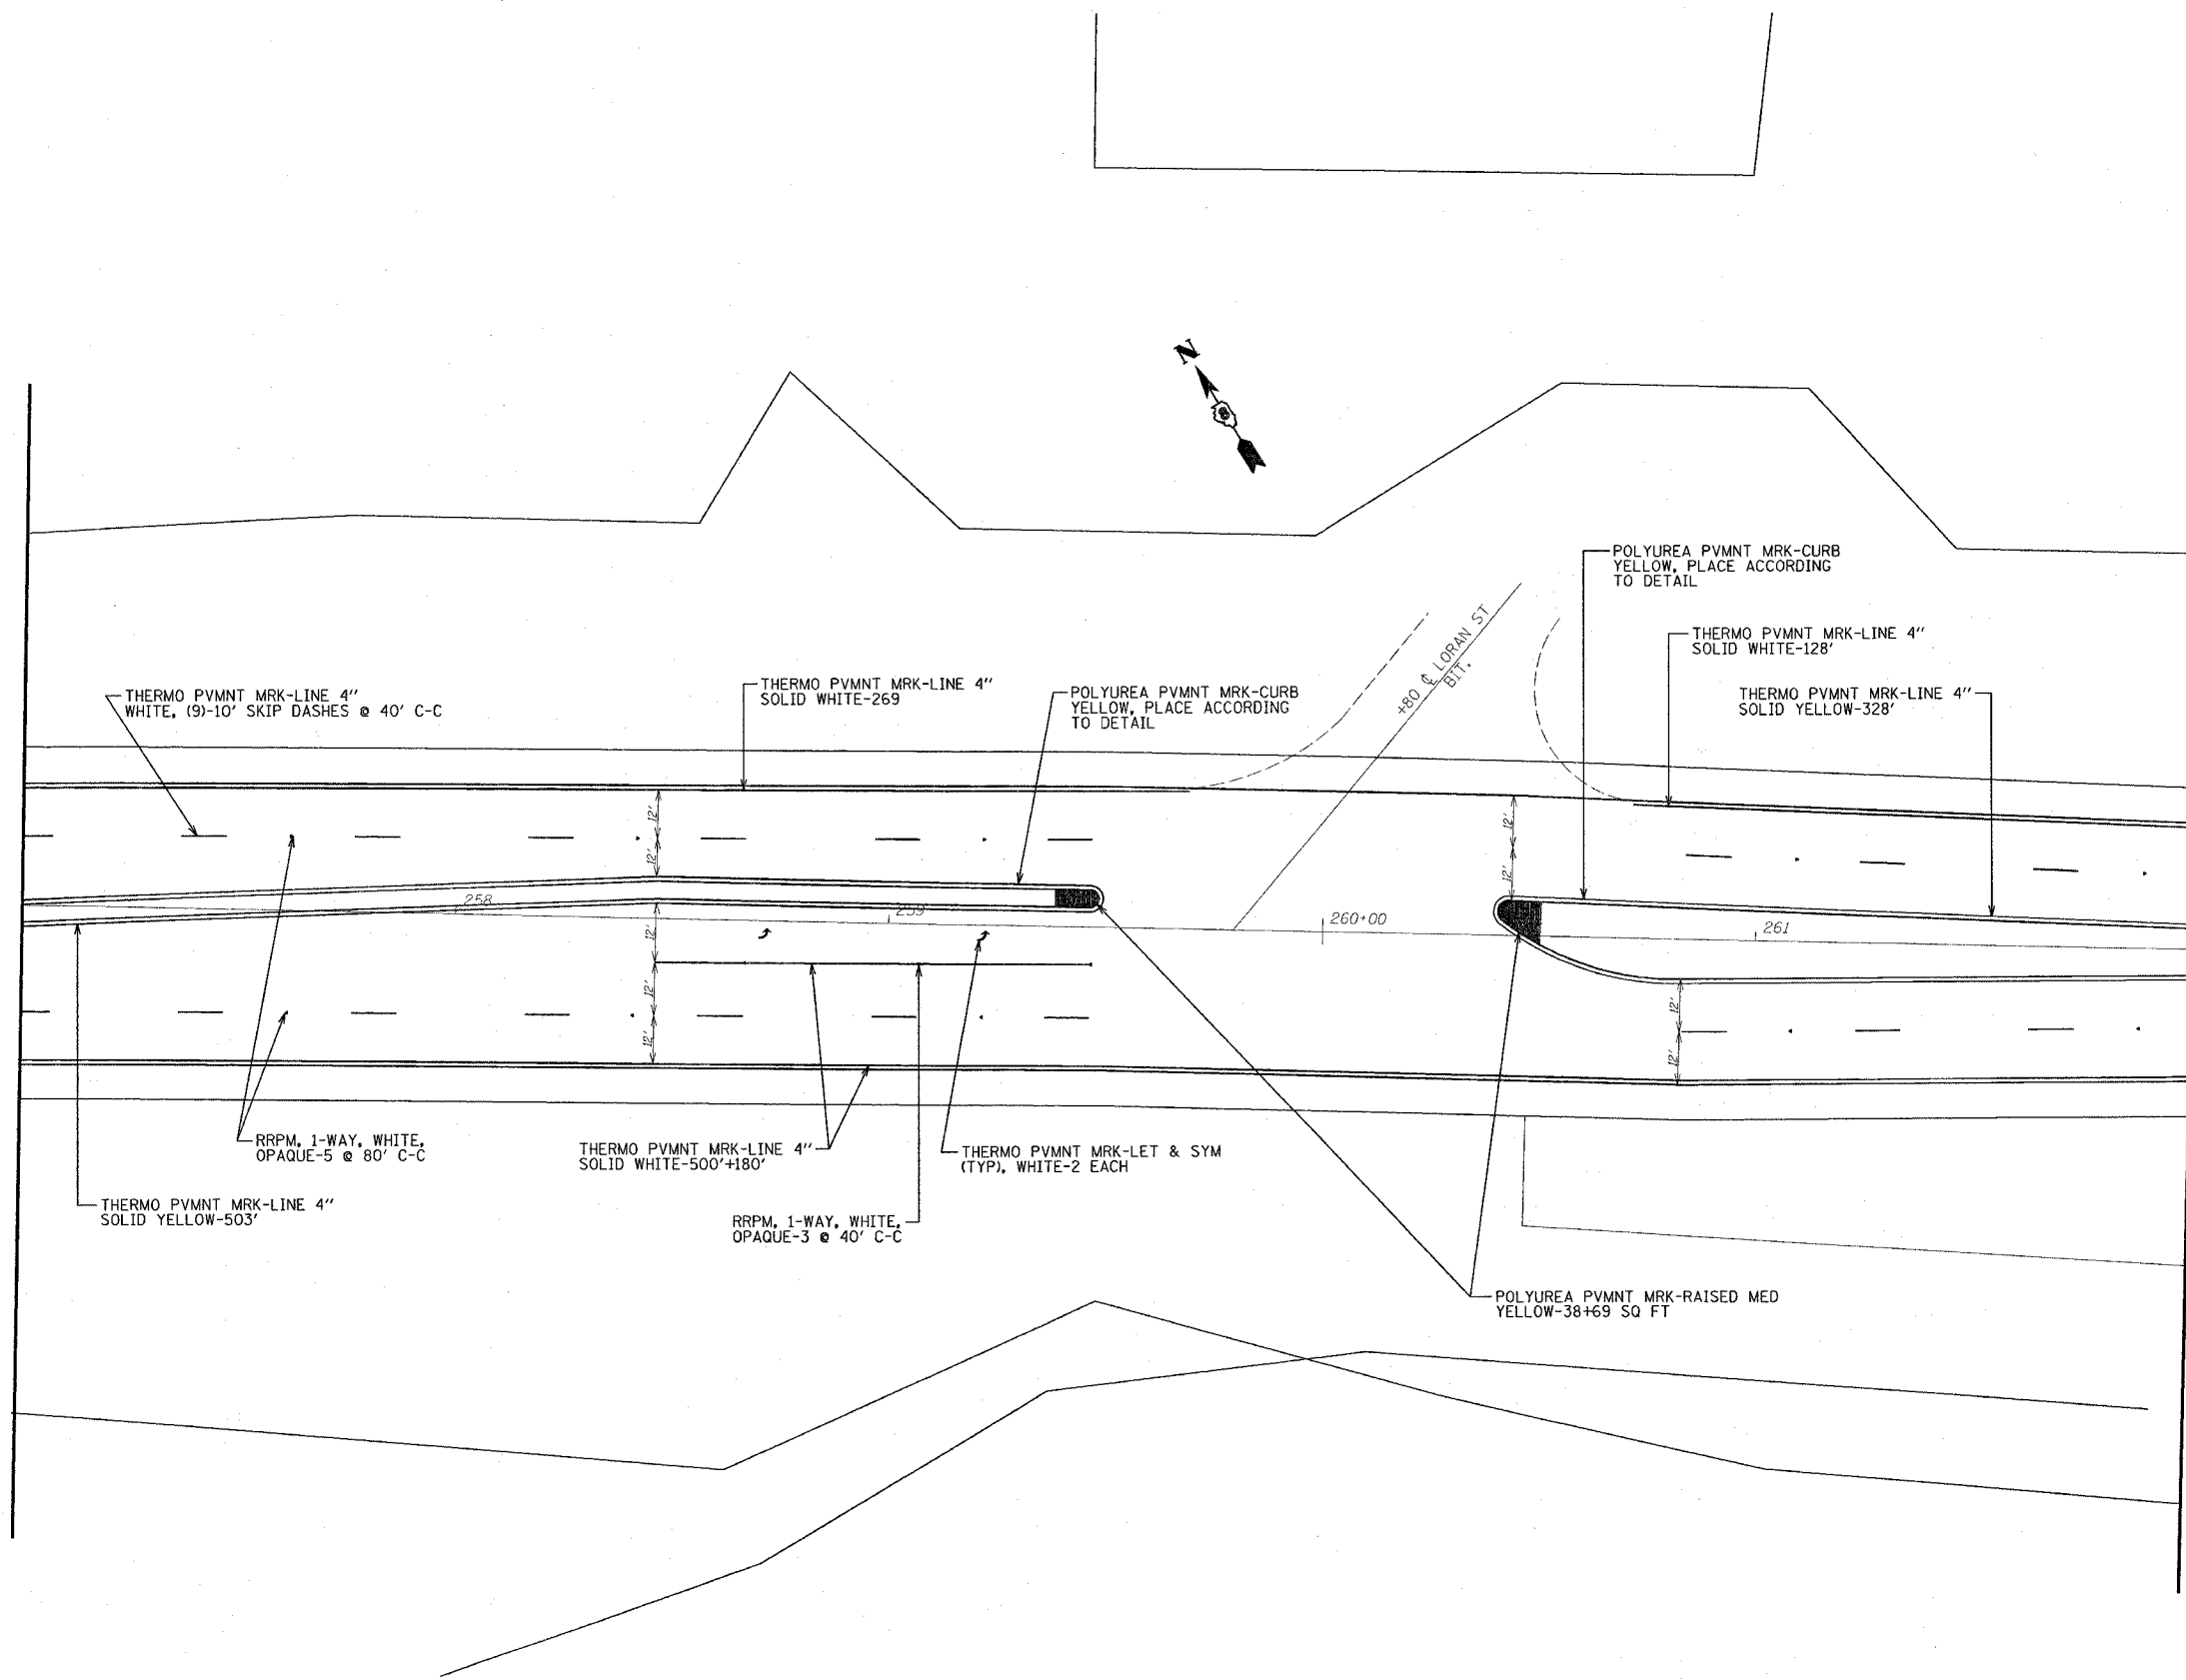 N
POLYUREA PVMNT MRK-CURB
YELLOW, PLACE ACCORDING
TO DETAIL
+80 ℄ LORAN ST
BIT.
THERMO PVMNT MRK-LINE 4"
SOLID WHITE-128'
THERMO PVMNT MRK-LINE 4"
WHITE, (9)-10' SKIP DASHES @ 40' C-C
THERMO PVMNT MRK-LINE 4"
SOLID WHITE-269
POLYUREA PVMNT MRK-CURB
YELLOW, PLACE ACCORDING
TO DETAIL
THERMO PVMNT MRK-LINE 4"
SOLID YELLOW-328'
12'
12'
12'
12'
258
259
260+00
261
12'
12'
12'
12'
12'
RRPM, 1-WAY, WHITE,
OPAQUE-5 @ 80' C-C
THERMO PVMNT MRK-LINE 4"
SOLID WHITE-500'+180'
THERMO PVMNT MRK-LET & SYM
(TYP), WHITE-2 EACH
THERMO PVMNT MRK-LINE 4"
SOLID YELLOW-503'
RRPM, 1-WAY, WHITE,
OPAQUE-3 @ 40' C-C
POLYUREA PVMNT MRK-RAISED MED
YELLOW-38+69 SQ FT